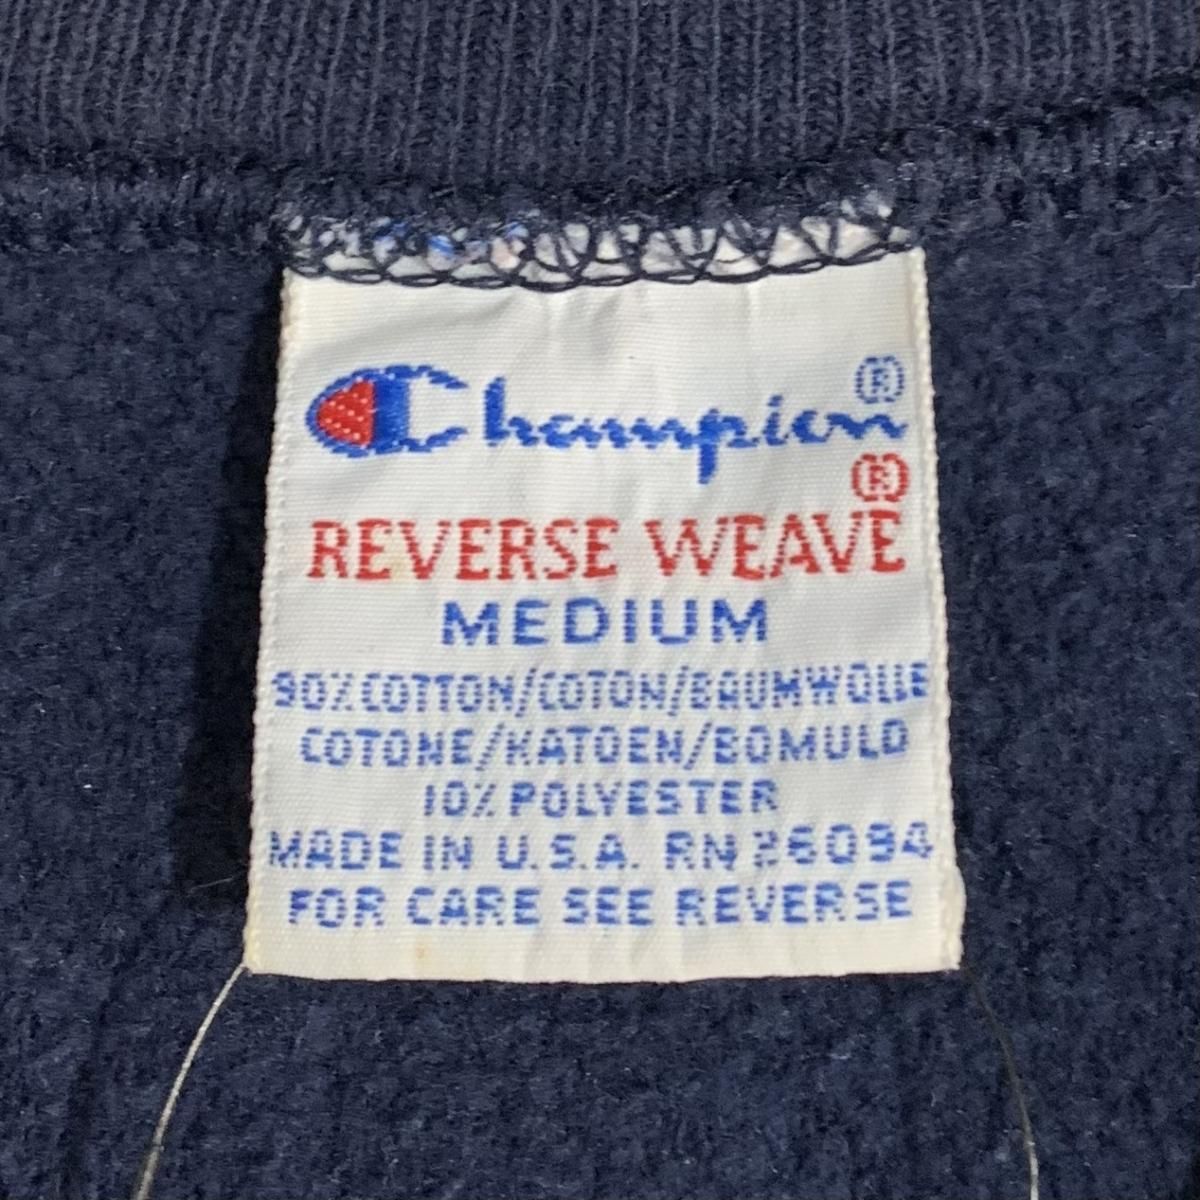 Champion®
REVERSE WEAVE®
MEDIUM
90% COTTON/COTON/BAUMWOLLE
COTONE/KATOEN/BOMULD
10% POLYESTER
MADE IN U.S.A. RN 26094
FOR CARE SEE REVERSE